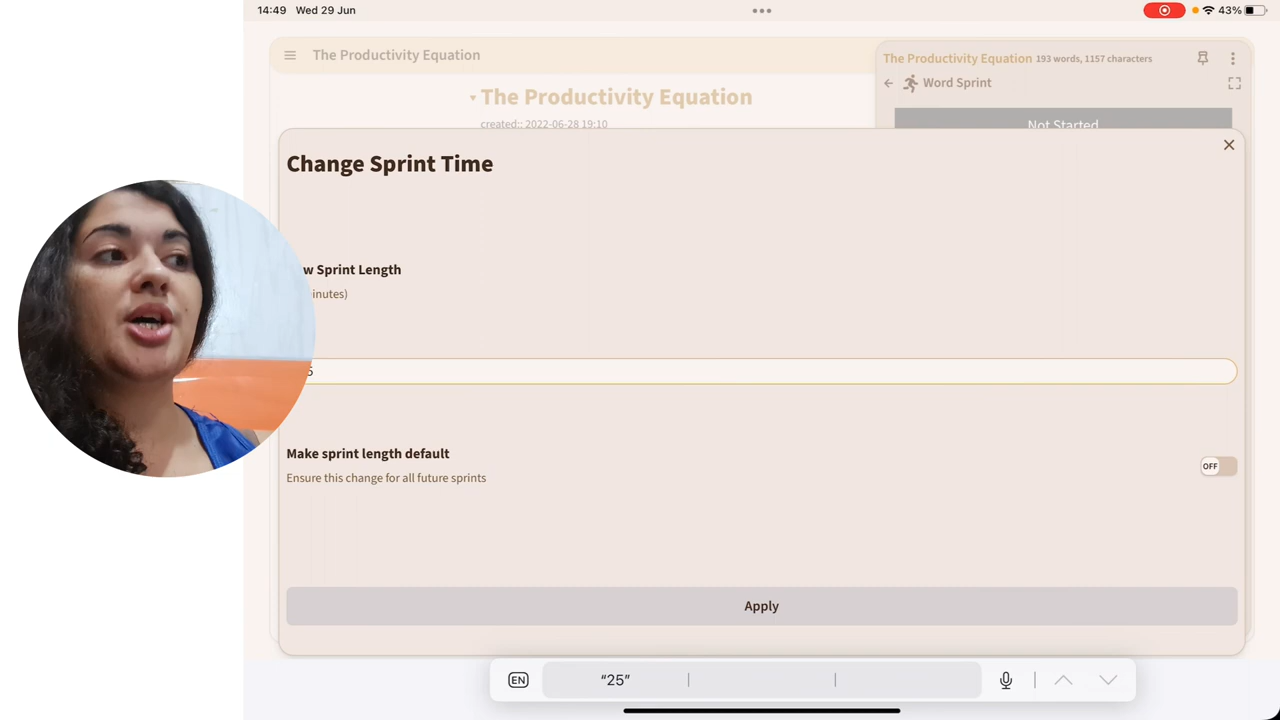 14:49 Wed 29 Jun
43%
The Productivity Equation
The Productivity Equation
created:: 2022-06-28 19:10
The Productivity Equation 193 words, 1157 characters
Word Sprint
Not Started
Change Sprint Time
Sprint Length
Make sprint length default
Ensure this change for all future sprints
OFF
Apply
EN
“25”